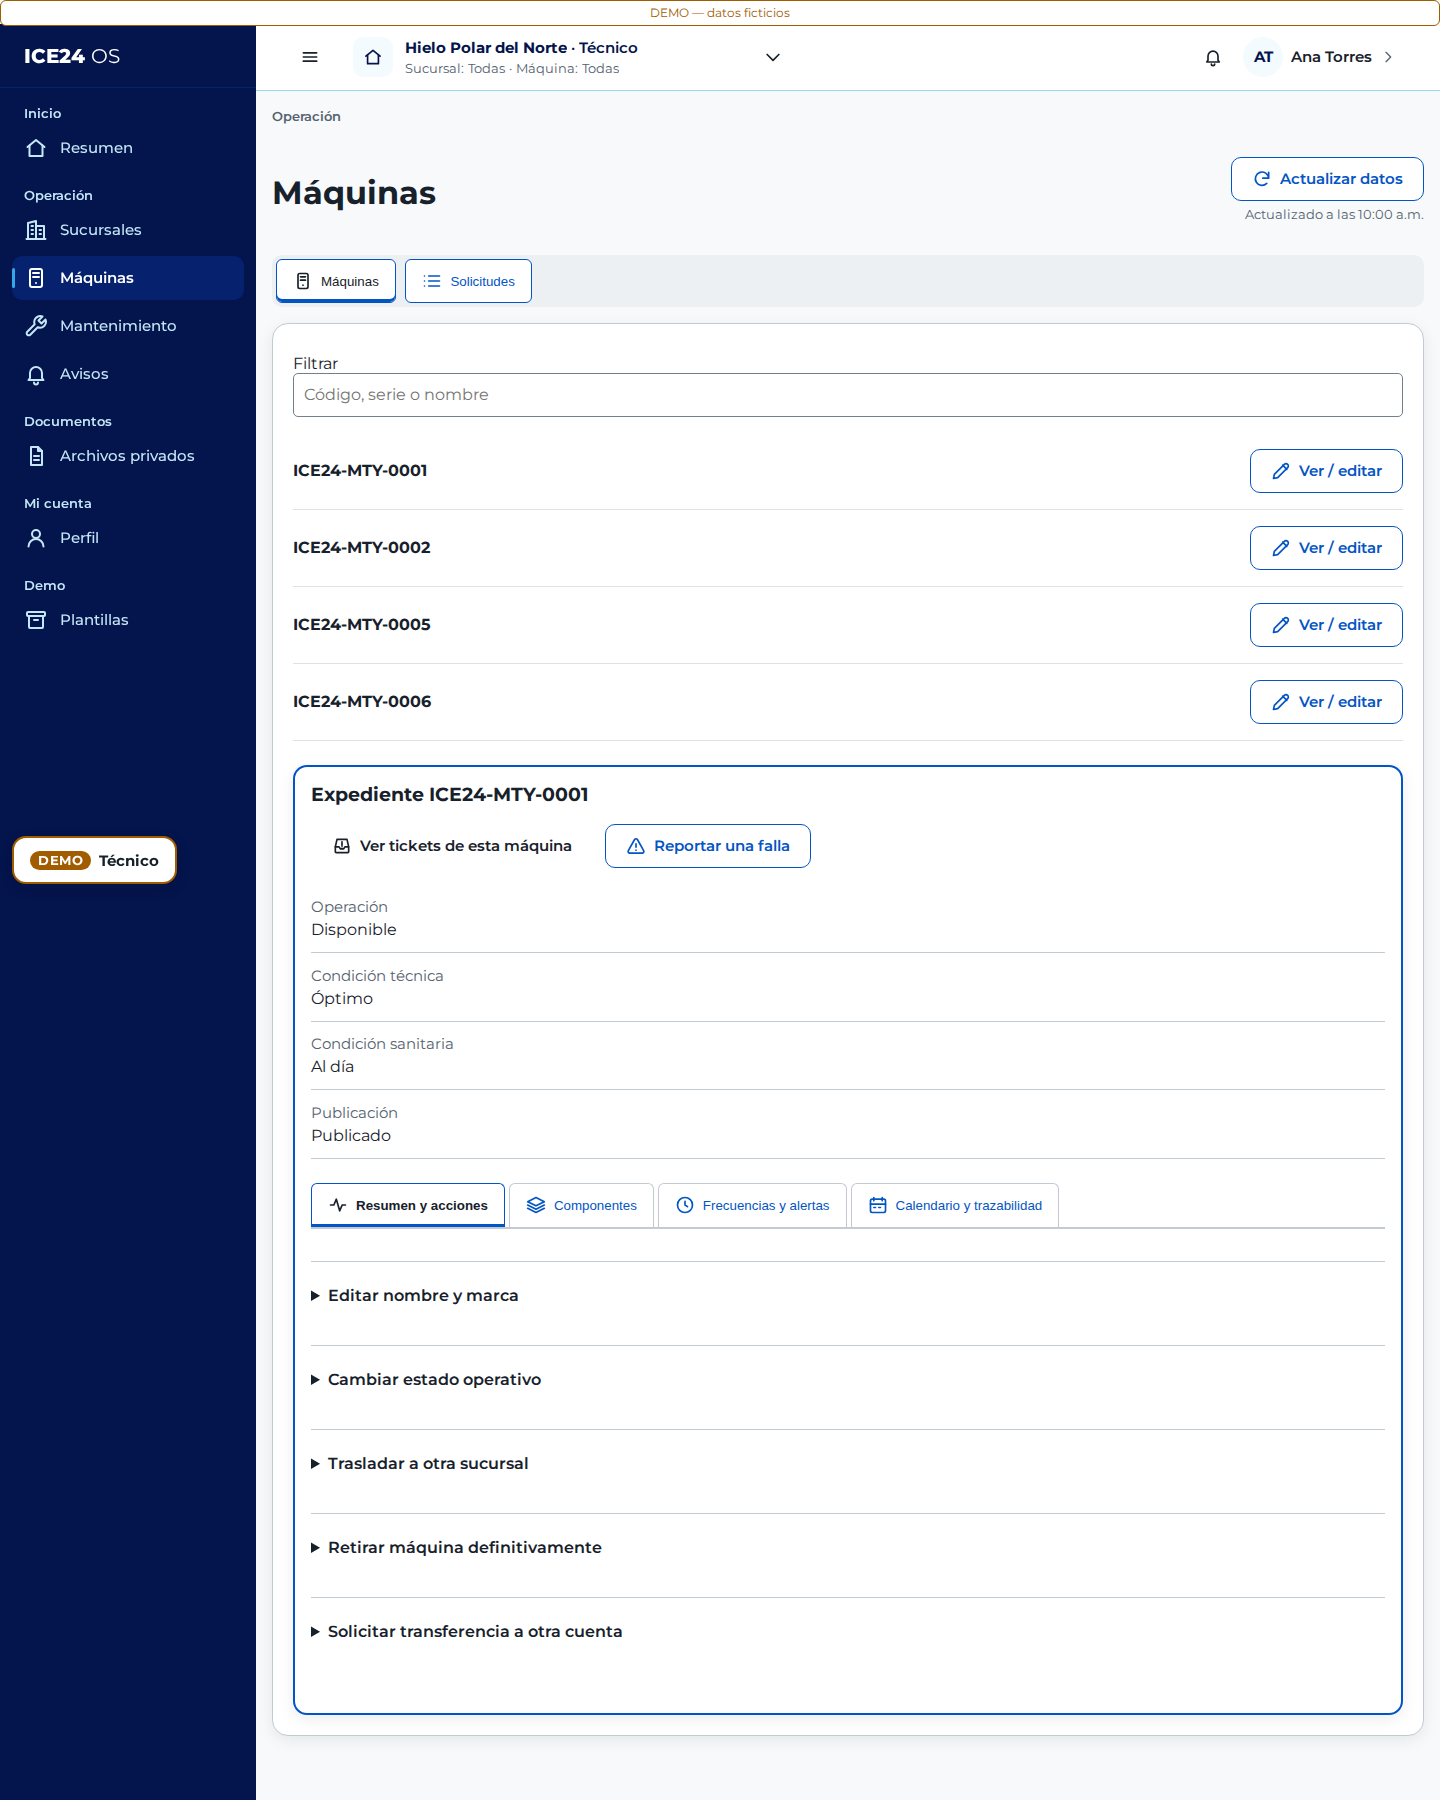 DEMO — datos ficticios
ICE24 OS
Inicio
Resumen
Operación
Sucursales
Máquinas
Mantenimiento
Avisos
Documentos
Archivos privados
Mi cuenta
Perfil
Demo
Plantillas
DEMO Técnico
Hielo Polar del Norte · Técnico
Sucursal: Todas · Máquina: Todas
AT Ana Torres
Operación
Máquinas
Actualizar datos
Actualizado a las 10:00 a.m.
Máquinas Solicitudes
Filtrar
Código, serie o nombre
ICE24-MTY-0001 Ver / editar
ICE24-MTY-0002 Ver / editar
ICE24-MTY-0005 Ver / editar
ICE24-MTY-0006 Ver / editar
Expediente ICE24-MTY-0001
Ver tickets de esta máquina Reportar una falla
Operación
Disponible
Condición técnica
Óptimo
Condición sanitaria
Al día
Publicación
Publicado
Resumen y acciones Componentes Frecuencias y alertas Calendario y trazabilidad
Editar nombre y marca
Cambiar estado operativo
Trasladar a otra sucursal
Retirar máquina definitivamente
Solicitar transferencia a otra cuenta